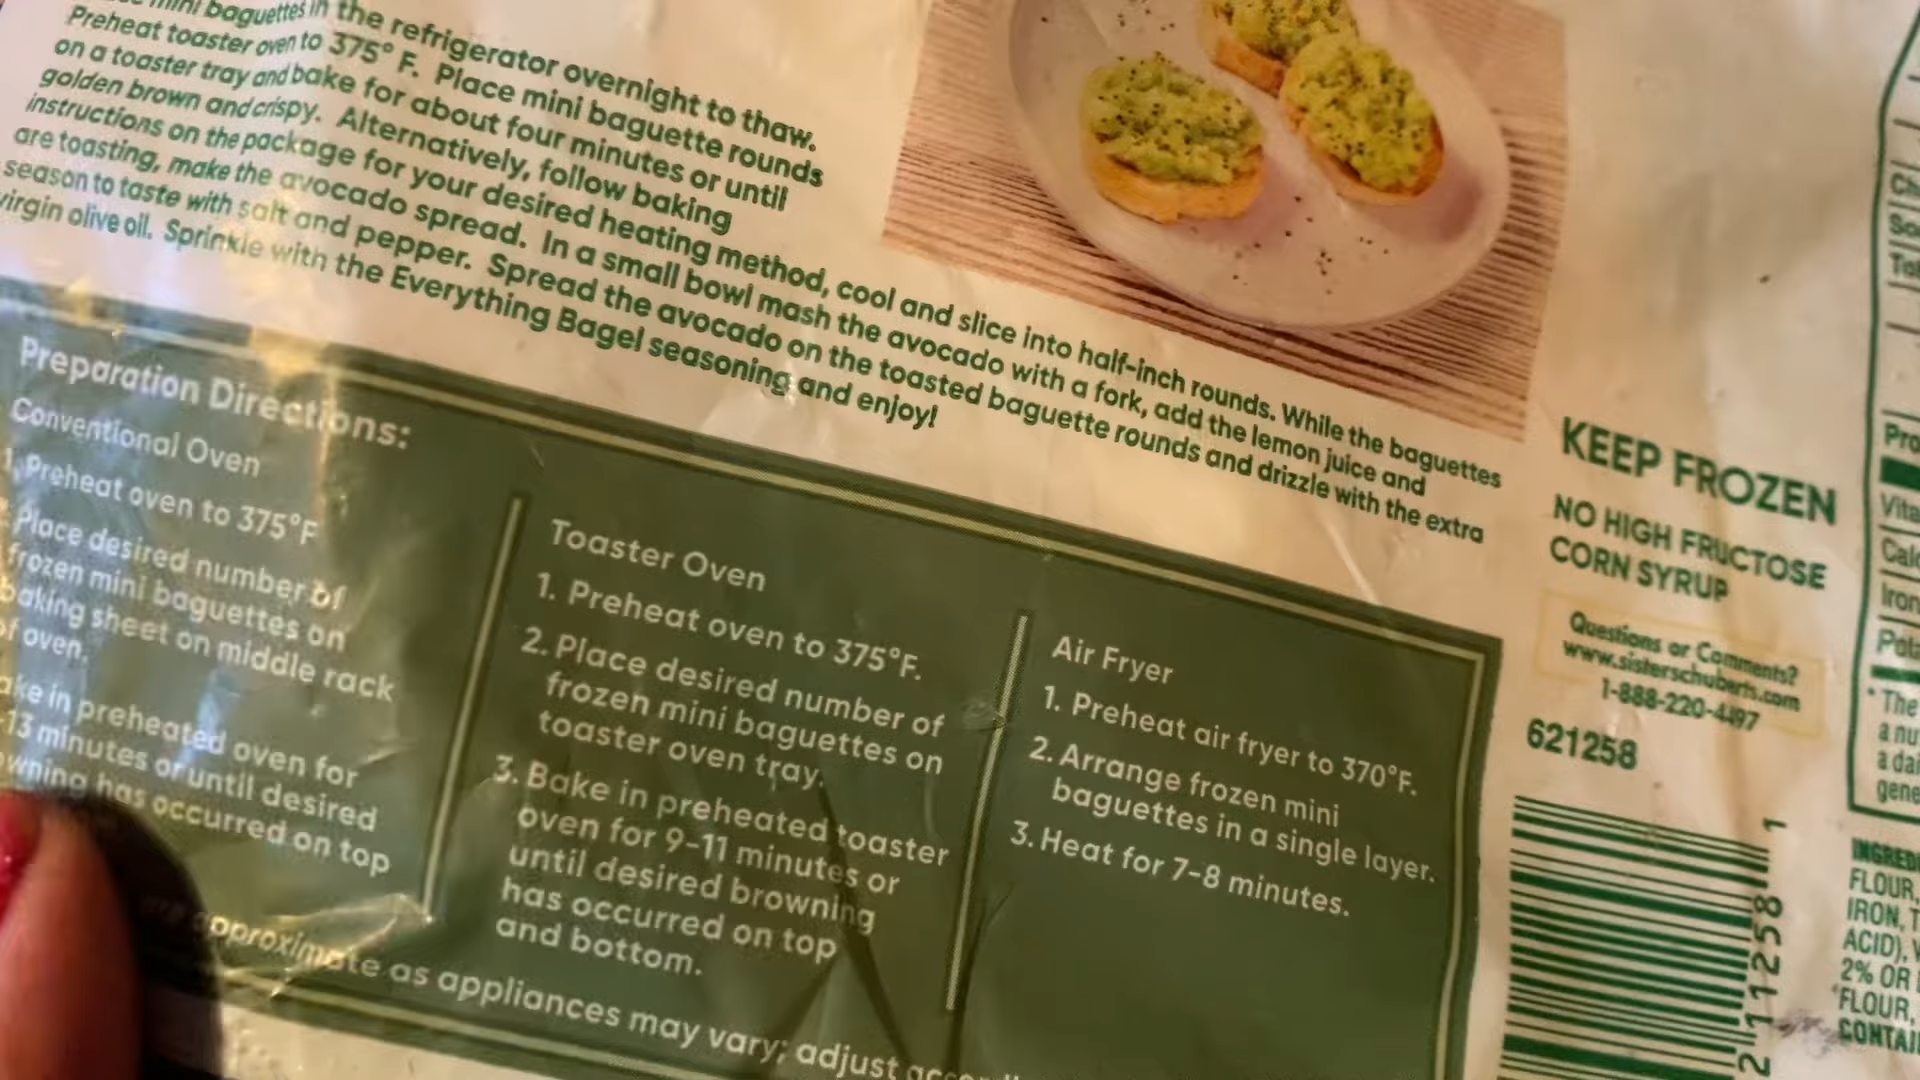 mini baguettes in the refrigerator overnight to thaw.
Preheat toaster oven to 375° F. Place mini baguette rounds
on a toaster tray and bake for about four minutes or until
golden brown and crispy. Alternatively, follow baking
instructions on the package for your desired heating method, cool and slice into half-inch rounds. While the baguettes
are toasting, make the avocado spread. In a small bowl mash the avocado with a fork, add the lemon juice and
season to taste with salt and pepper. Spread the avocado on the toasted baguette rounds and drizzle with the extra
virgin olive oil. Sprinkle with the Everything Bagel seasoning and enjoy!
Preparation Directions:
Conventional Oven
1. Preheat oven to 375°F
Place desired number of
frozen mini baguettes on
baking sheet on middle rack
of oven.
in preheated oven for
13 minutes or until desired
has occurred on top
Toaster Oven
1. Preheat oven to 375°F.
2. Place desired number of
frozen mini baguettes on
toaster oven tray.
3. Bake in preheated toaster
oven for 9-11 minutes or
until desired browning
has occurred on top
and bottom.
Air Fryer
1. Preheat air fryer to 370°F.
2. Arrange frozen mini
baguettes in a single layer.
3. Heat for 7-8 minutes.
approximate as appliances may vary; adjust
KEEP FROZEN
NO HIGH FRUCTOSE
CORN SYRUP
Questions or Comments?
www.sisterschuberts.com
1-888-220-4497
621258
2 11258 1
Iron
* The
a nu
a dai
gene
FLOUR,
IRON, T
ACID),
2% OR
FLOUR,